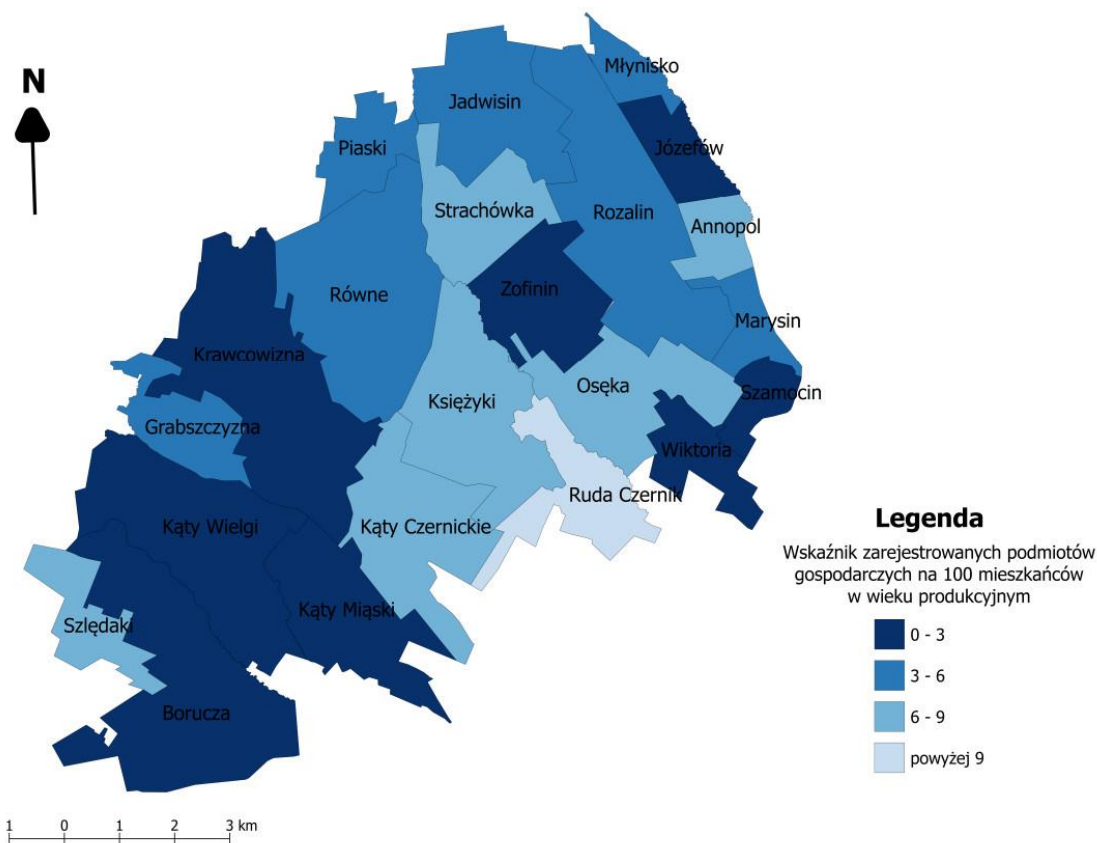 N
Młynisko
Jadwisin
Piaski
Józefów
Strachówka
Rozalin
Annopol
Zofinin
Równe
Marysin
Krawcowizna
Osęka
Szamocin
Księżyki
Grabszczyzna
Wiktoria
Ruda Czernik
Kąty Wielgi
Kąty Czernickie
Kąty Miąski
Szlędaki
Borucza
Legenda
Wskaźnik zarejestrowanych podmiotów
gospodarczych na 100 mieszkańców
w wieku produkcyjnym
0 - 3
3 - 6
6 - 9
powyżej 9
1 0 1 2 3 km